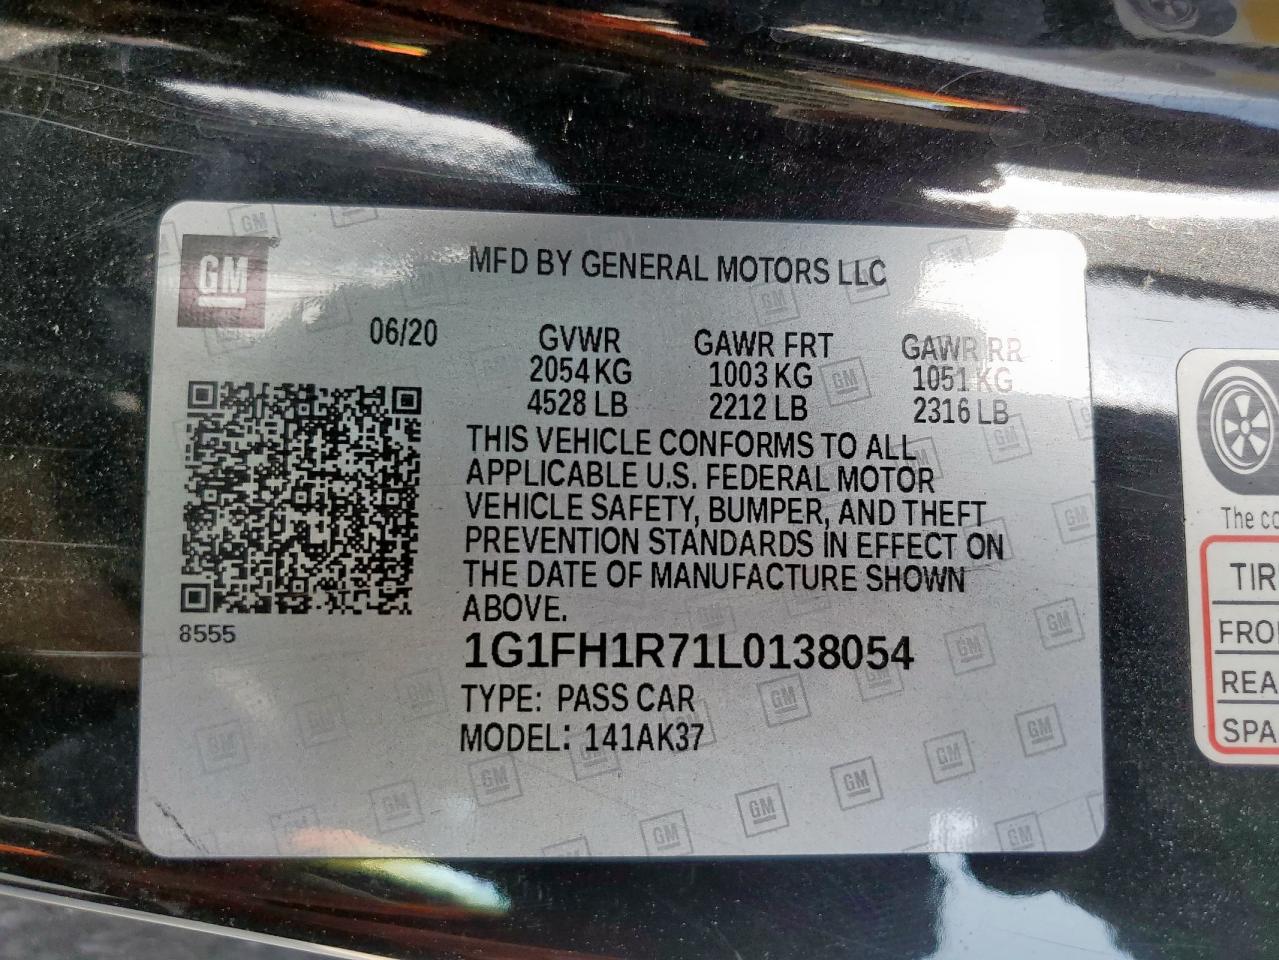 GM
MFD BY GENERAL MOTORS LLC
06/20
GVWR GAWR FRT GAWR RR
2054 KG 1003 KG 1051 KG
4528 LB 2212 LB 2316 LB
THIS VEHICLE CONFORMS TO ALL
APPLICABLE U.S. FEDERAL MOTOR
VEHICLE SAFETY, BUMPER, AND THEFT
PREVENTION STANDARDS IN EFFECT ON
THE DATE OF MANUFACTURE SHOWN
ABOVE.
8555
1G1FH1R71L0138054
TYPE: PASS CAR
MODEL: 141AK37
The